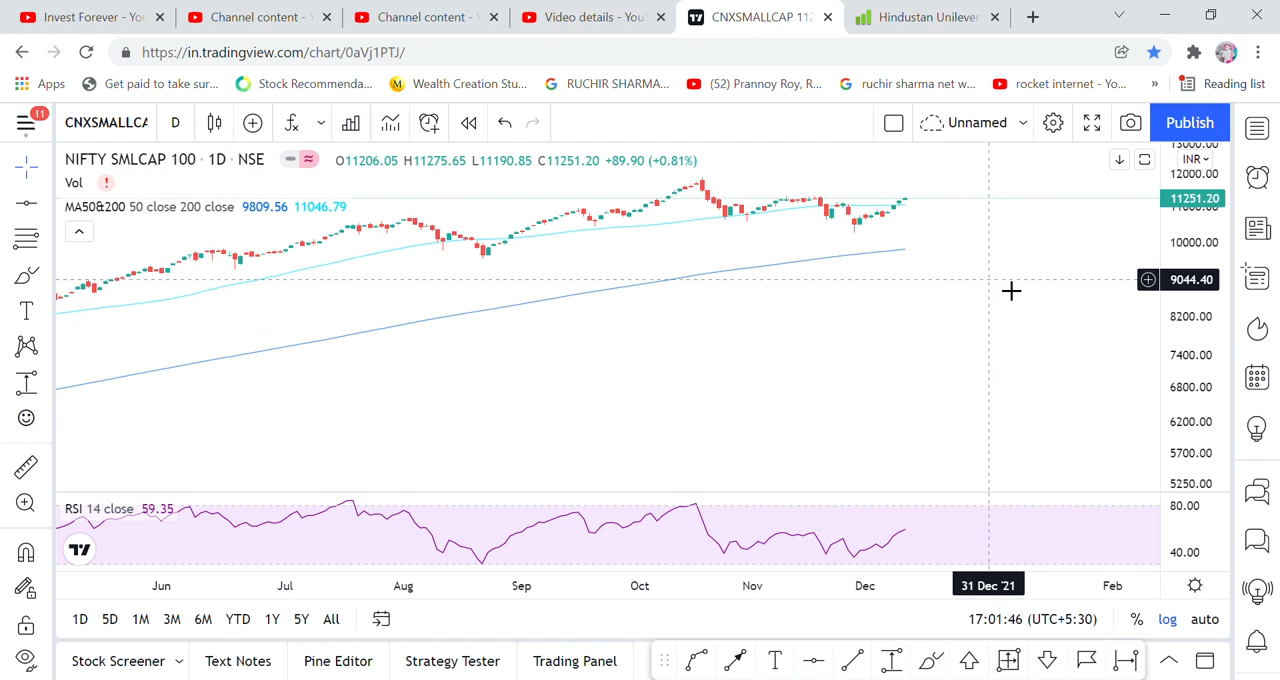 Invest Forever - You
Channel content -
Channel content -
Video details - You
CNXSMALLCAP 112
Hindustan Unilever
https://in.tradingview.com/chart/0aVj1PTJ/
Apps
Get paid to take sur...
Stock Recommenda...
Wealth Creation Stu...
RUCHIR SHARMA...
(52) Prannoy Roy, R...
ruchir sharma net w...
rocket internet - Yo...
»
Reading list
11
CNXSMALLCA
D
Unnamed
Publish
NIFTY SMLCAP 100 · 1D · NSE
O11206.05 H11275.65 L11190.85 C11251.20 +89.90 (+0.81%)
Vol
MA50&200 50 close 200 close 9809.56 11046.79
13000.00
INR
12000.00
11251.20
11000.00
10000.00
9044.40
8200.00
7400.00
6800.00
6200.00
5700.00
5250.00
RSI 14 close 59.35
80.00
40.00
Jun
Jul
Aug
Sep
Oct
Nov
Dec
31 Dec '21
Feb
1D
5D
1M
3M
6M
YTD
1Y
5Y
All
17:01:46 (UTC+5:30)
%
log
auto
Stock Screener
Text Notes
Pine Editor
Strategy Tester
Trading Panel